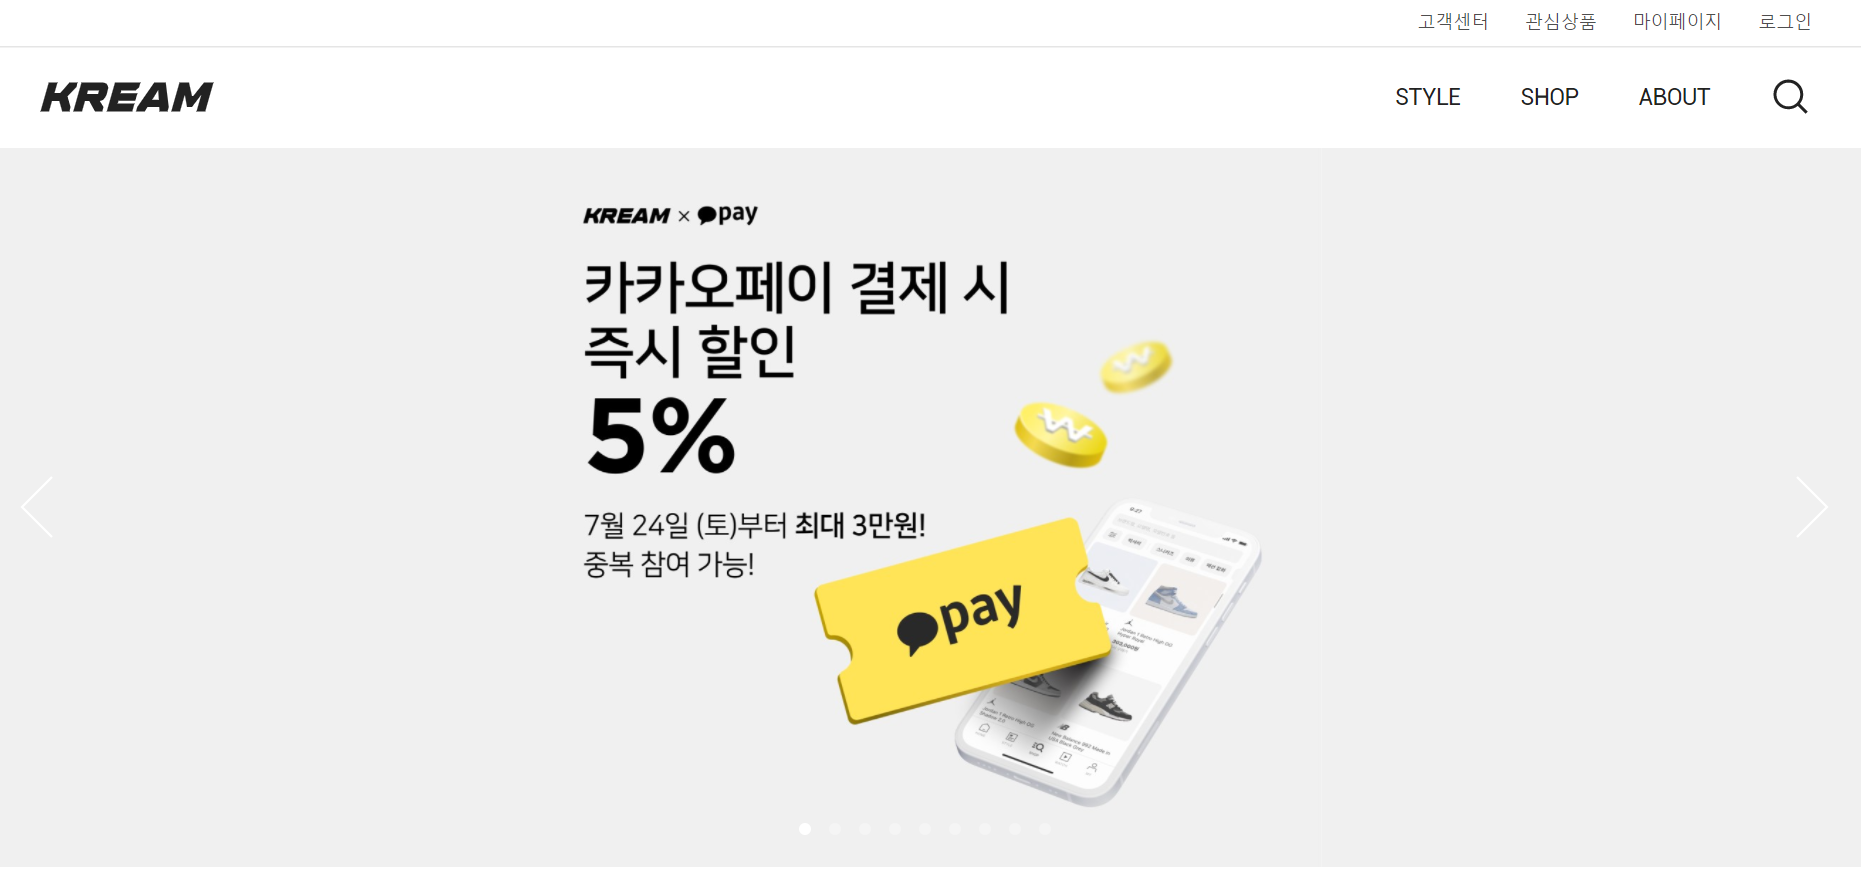 고객센터 관심상품 마이페이지 로그인
KREAM STYLE SHOP ABOUT
KREAM × pay
카카오페이 결제 시
즉시 할인
5%
7월 24일 (토)부터 최대 3만원!
중복 참여 가능!
pay